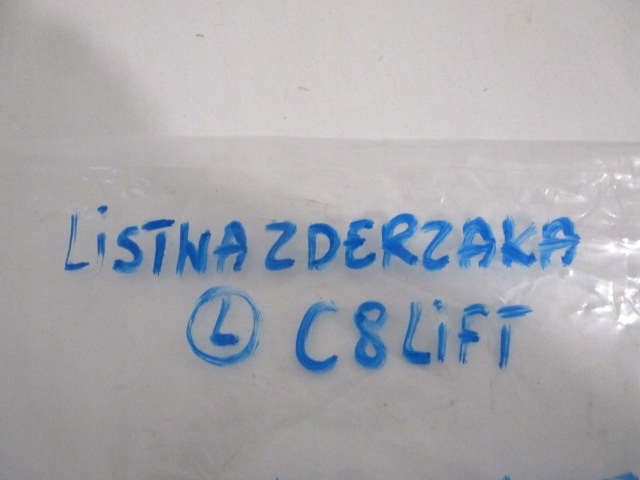 LiSTNA ZDERZAKA
Ⓛ C8 LiFT